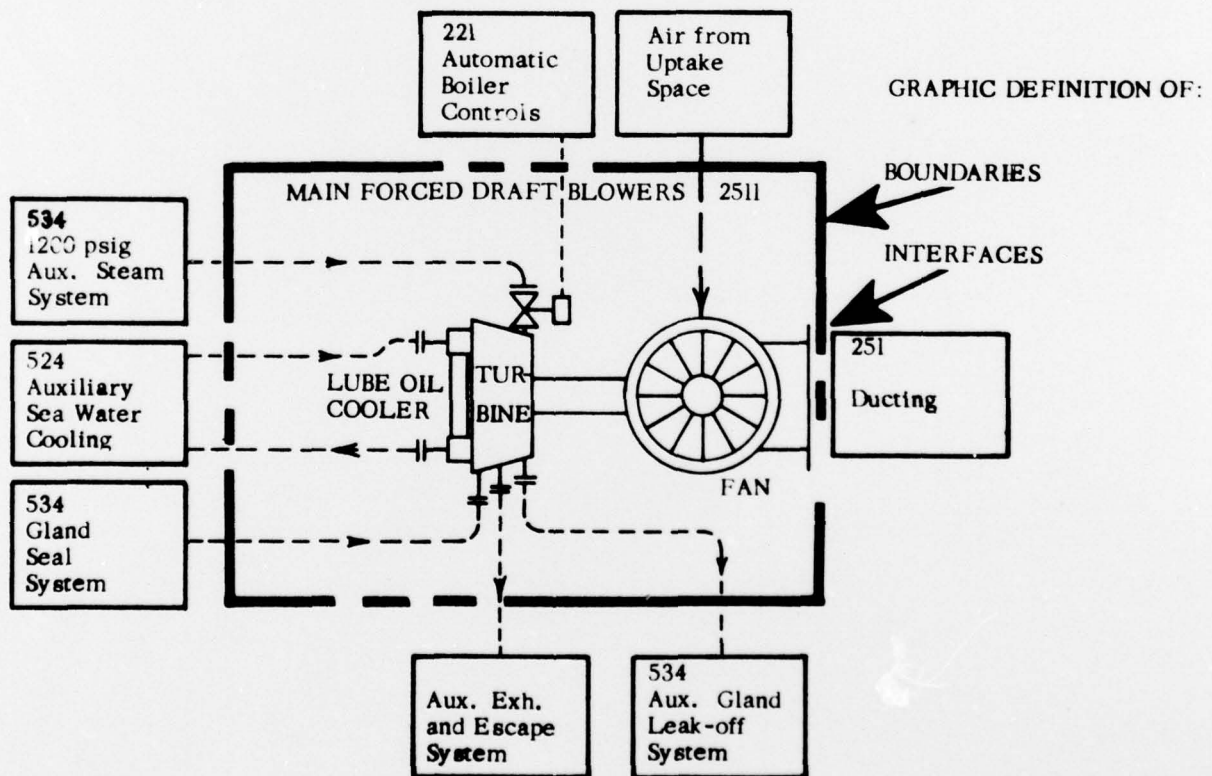 221
Automatic
Boiler
Controls
Air from
Uptake
Space
GRAPHIC DEFINITION OF:
BOUNDARIES
MAIN FORCED DRAFT BLOWERS 2511
534
1200 psig
Aux. Steam
System
INTERFACES
524
Auxiliary
Sea Water
Cooling
LUBE OIL
COOLER
TUR
BINE
251
Ducting
FAN
534
Gland
Seal
System
Aux. Exh.
and Escape
System
534
Aux. Gland
Leak-off
System